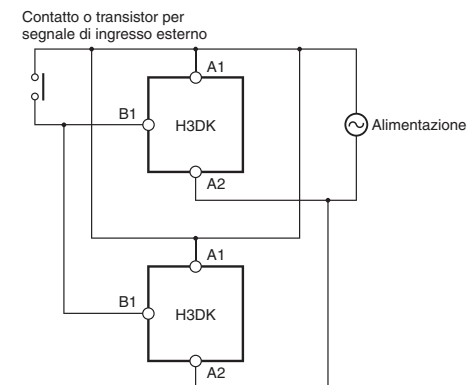 Contatto o transistor per
segnale di ingresso esterno
A1
B1
H3DK
Alimentazione
A2
A1
B1
H3DK
A2